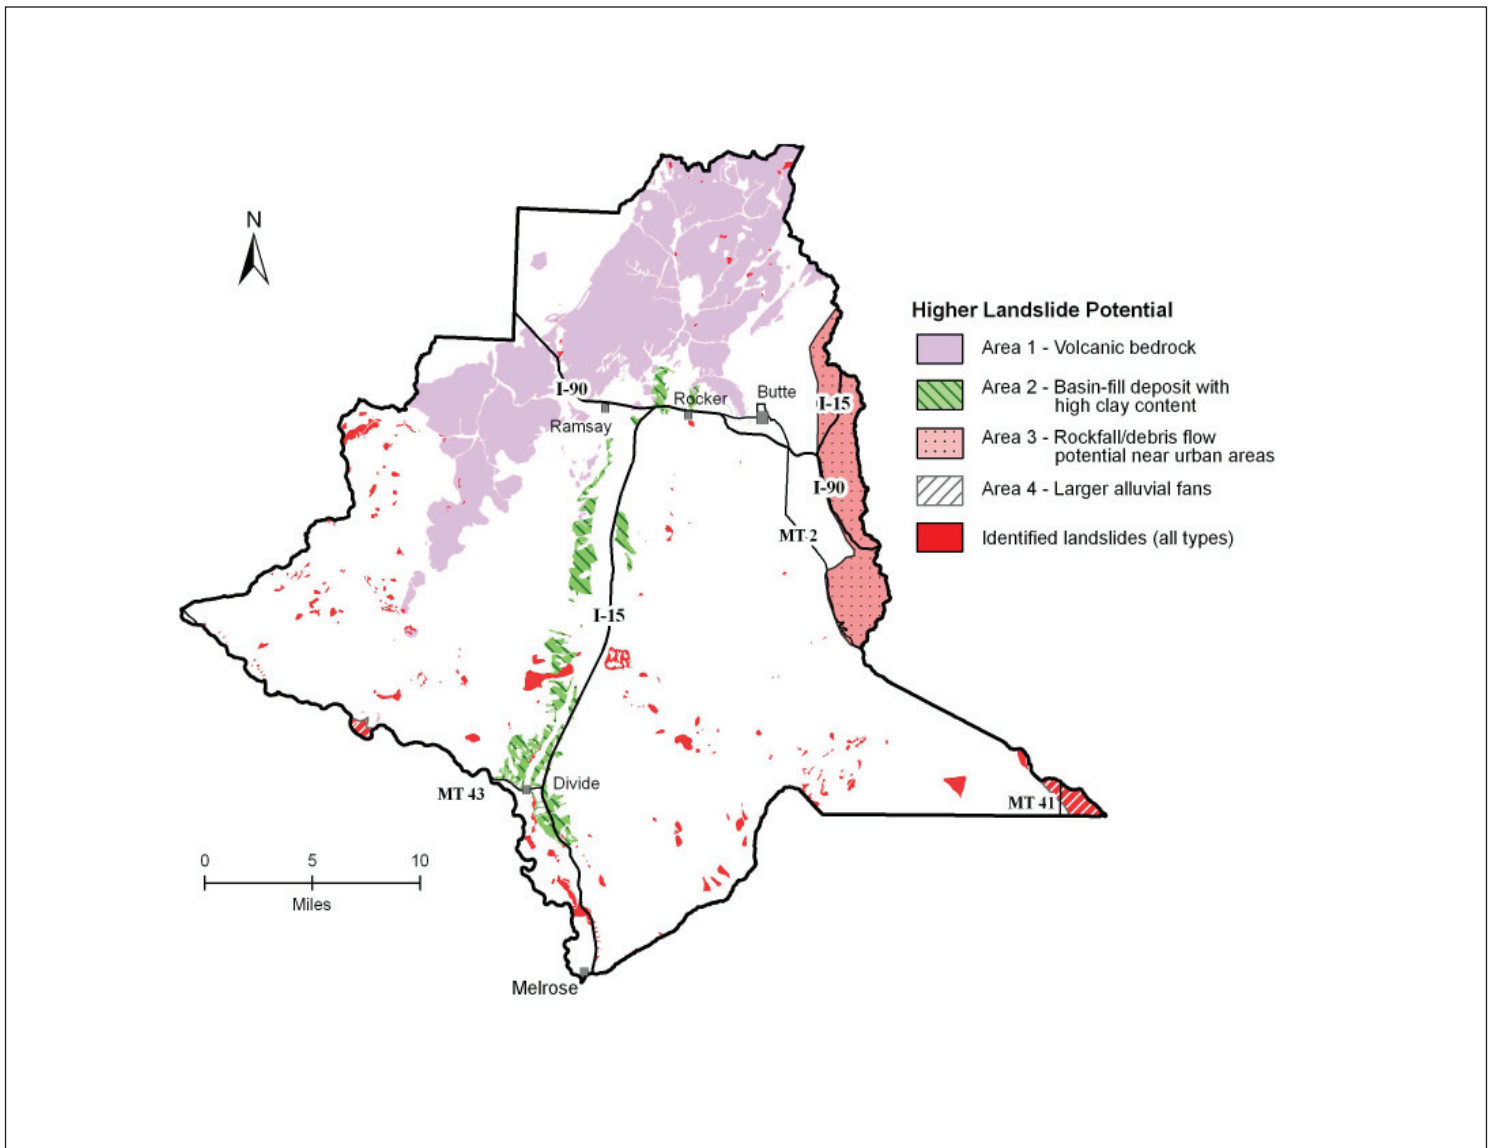 N
Higher Landslide Potential
Area 1 - Volcanic bedrock
Area 2 - Basin-fill deposit with
high clay content
Area 3 - Rockfall/debris flow
potential near urban areas
Area 4 - Larger alluvial fans
Identified landslides (all types)
I-90
Rocker
Butte
I-15
Ramsay
I-90
MT 2
I-15
Divide
MT 43
MT 41
0 5 10
Miles
Melrose